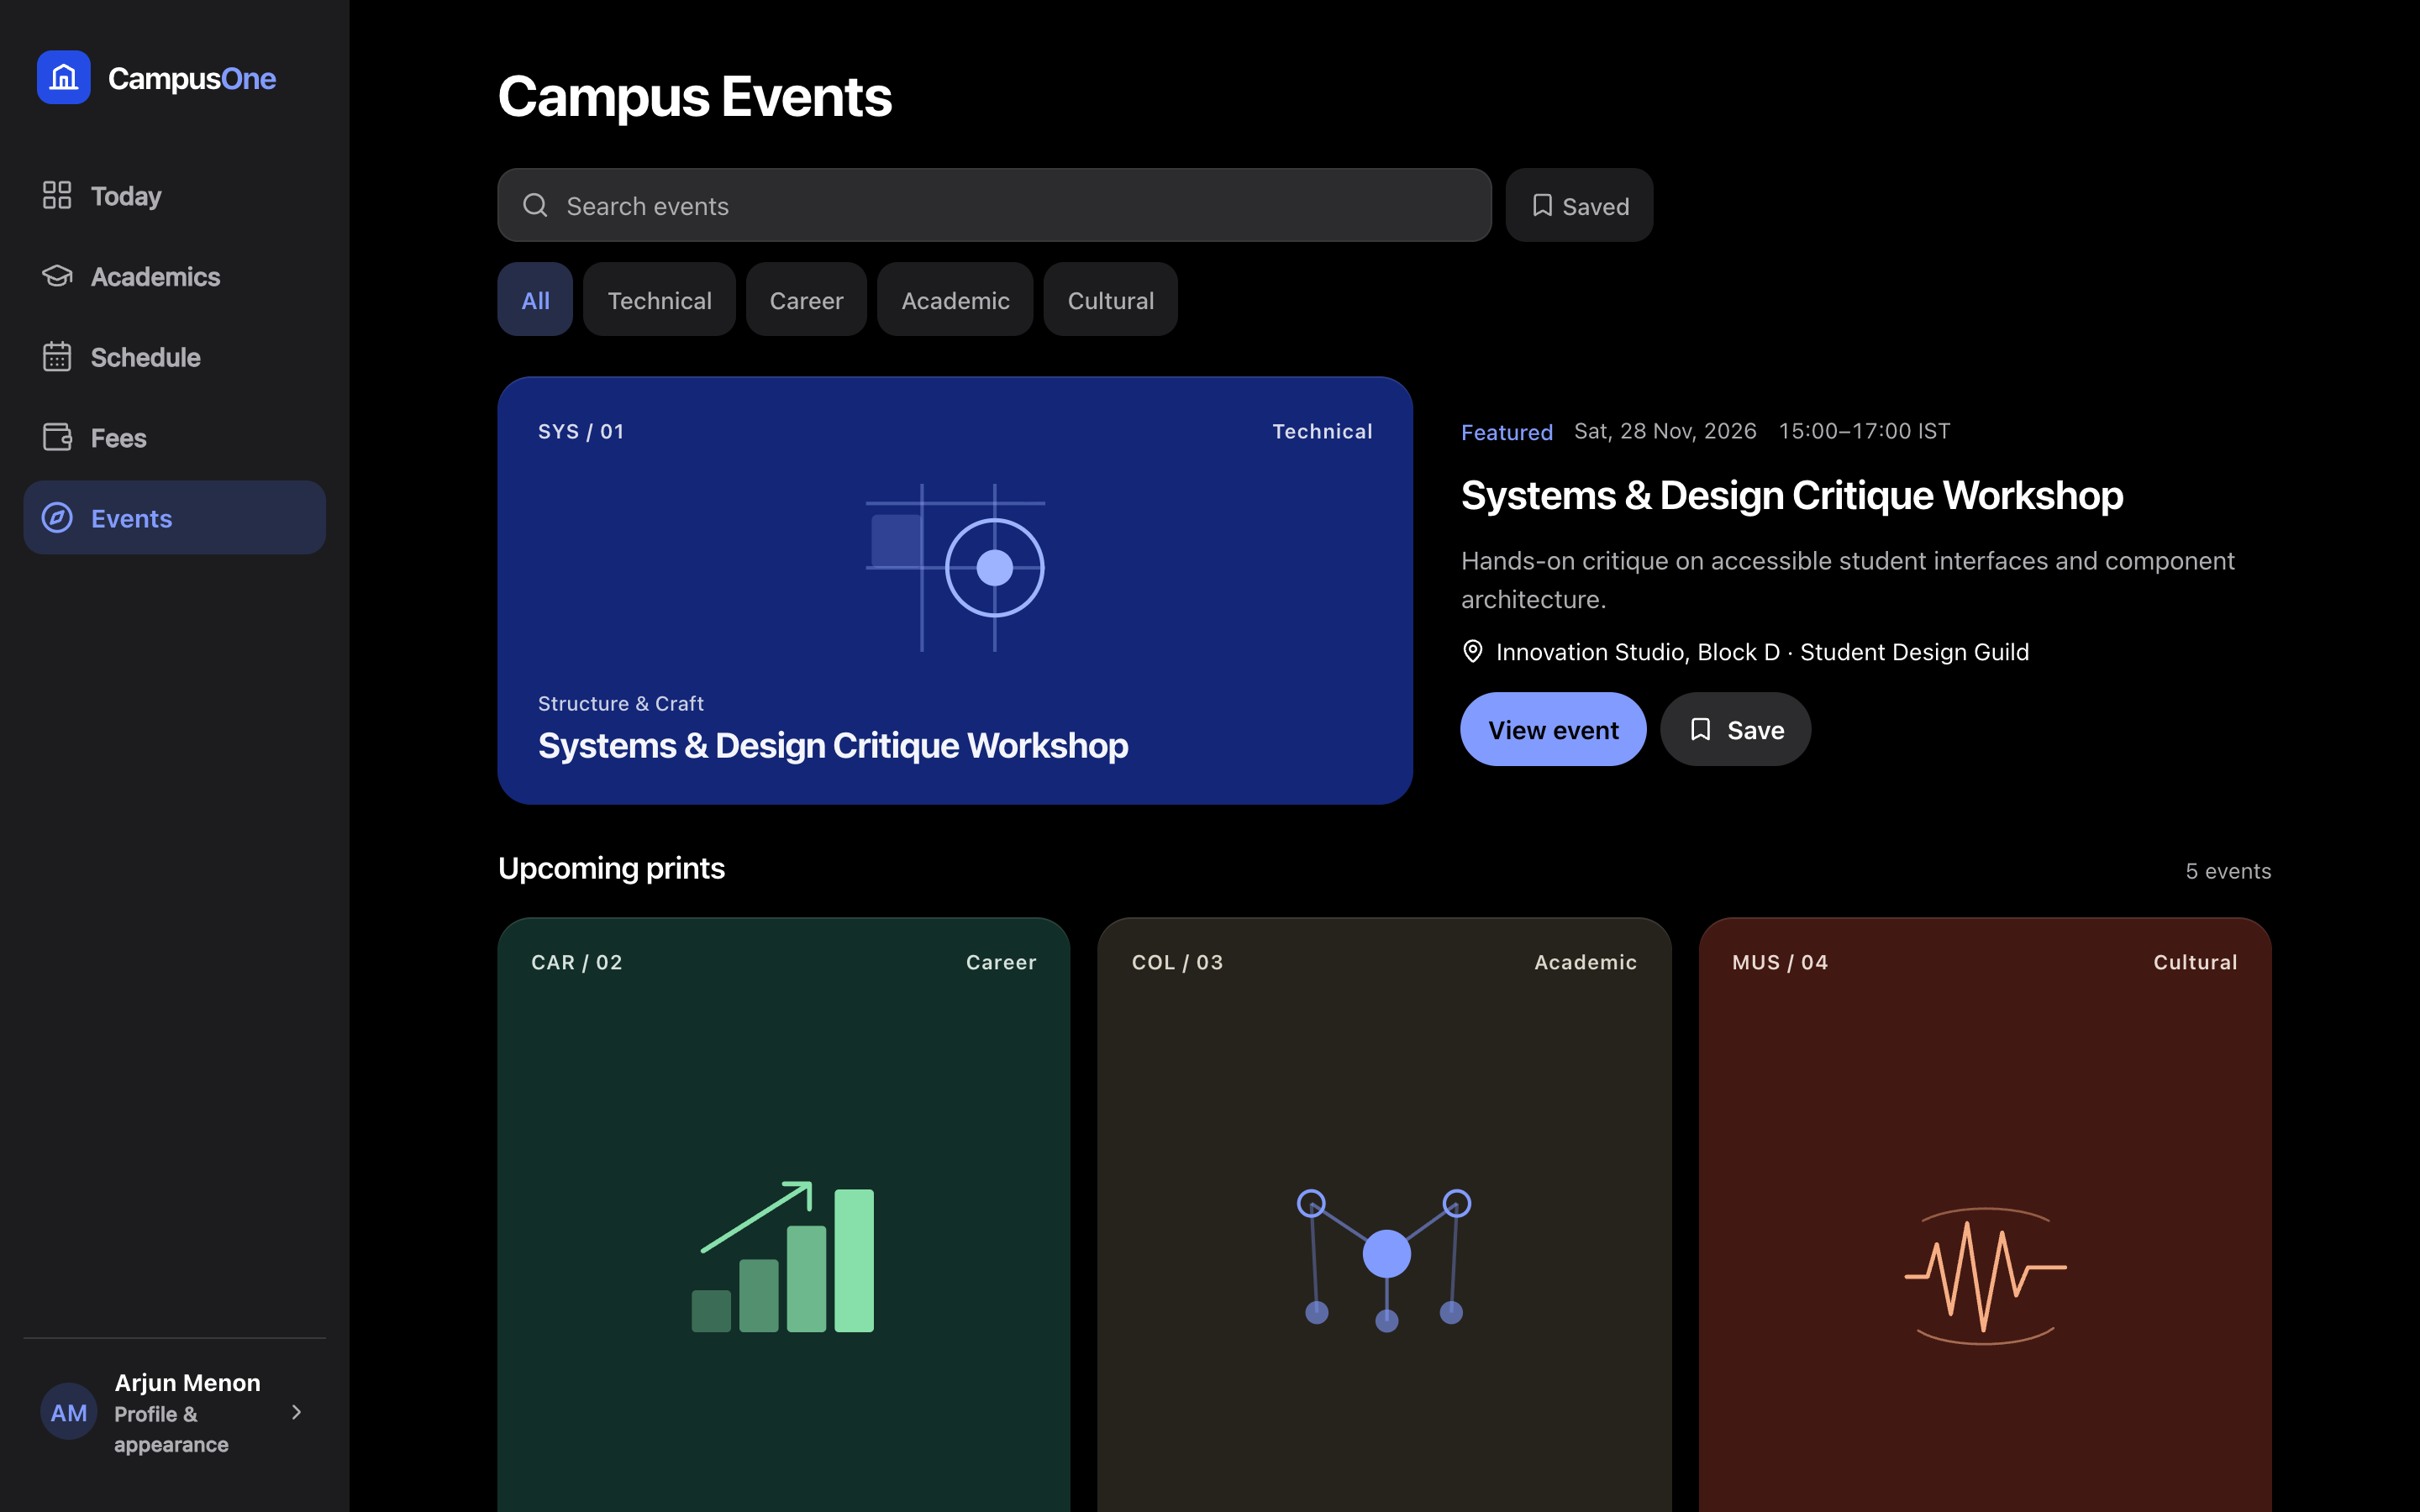 CampusOne
Today
Academics
Schedule
Fees
Events
Arjun Menon
Profile &
appearance
AM
Campus Events
Search events
Saved
All
Technical
Career
Academic
Cultural
SYS / 01
Technical
Structure & Craft
Systems & Design Critique Workshop
Featured
Sat, 28 Nov, 2026
15:00–17:00 IST
Systems & Design Critique Workshop
Hands-on critique on accessible student interfaces and component
architecture.
Innovation Studio, Block D · Student Design Guild
View event
Save
Upcoming prints
5 events
CAR / 02
Career
COL / 03
Academic
MUS / 04
Cultural